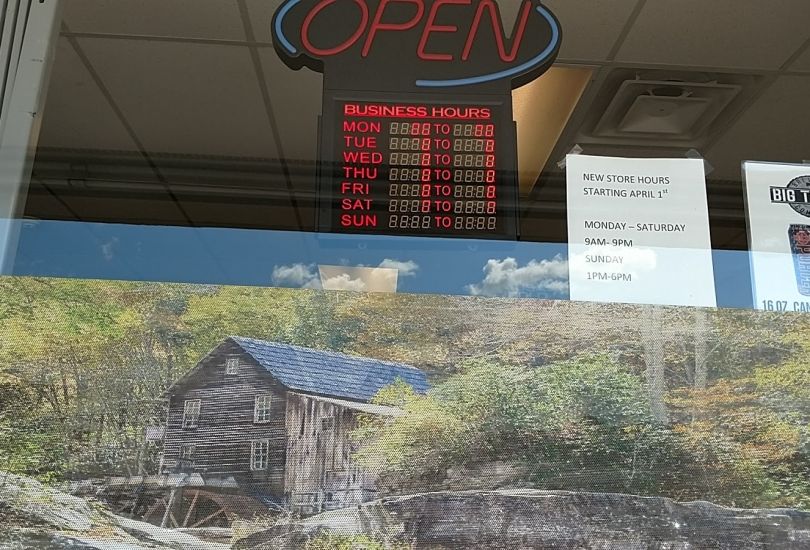 OPEN
BUSINESS HOURS
MON TO
TUE TO
WED TO
THU TO
FRI TO
SAT TO
SUN TO
NEW STORE HOURS
STARTING APRIL 1st
MONDAY – SATURDAY
9AM- 9PM
SUNDAY
1PM-6PM
BIG
16 OZ. CAN